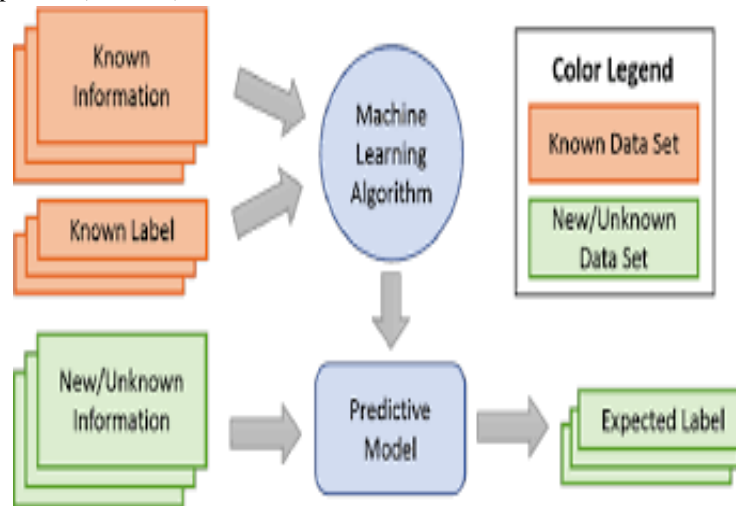 Known
Information
Machine
Learning
Algorithm
Color Legend
Known Data Set
New/Unknown
Data Set
Known Label
New/Unknown
Information
Predictive
Model
Expected Label